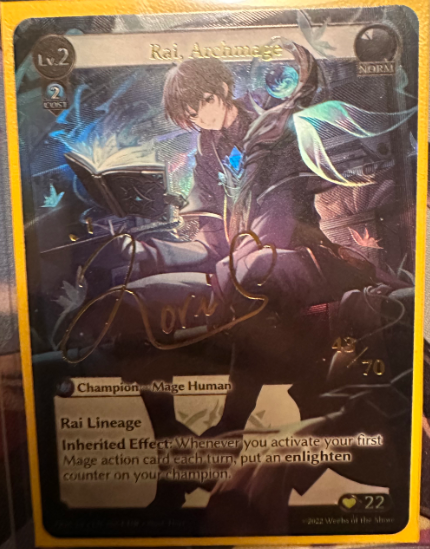 Lv.2
Rai, Archmage
NORM
2
COST
43/70
Champion — Mage Human
Rai Lineage
Inherited Effect: Whenever you activate your first
Mage action card each turn, put an enlighten
counter on your champion.
22
©2022 Weebs of the Shore